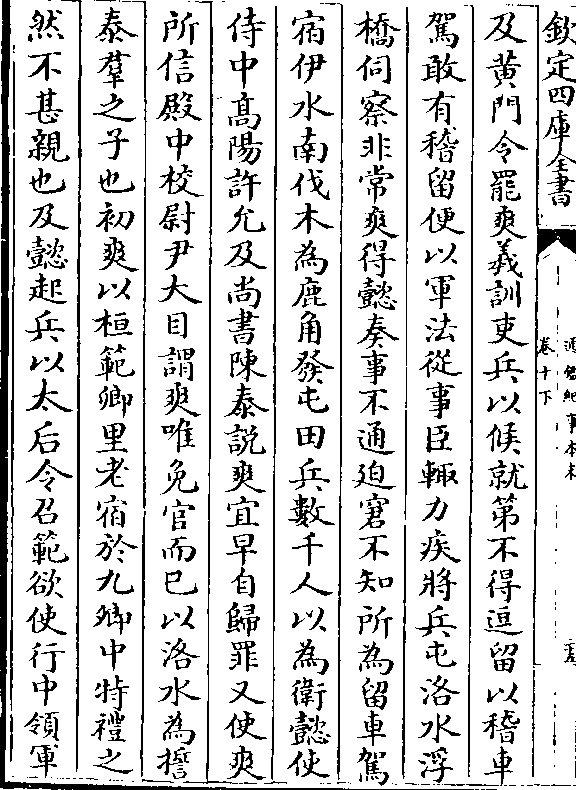 欽定四庫全書
通鑑紀事本末
卷十下
及黃門令罷爽羲訓吏兵以候就第不得逗留以稽車
駕敢有稽留便以軍法從事臣輒力疾將兵屯洛水浮
橋伺察非常爽得懿奏事不通迫窘不知所為留車駕
宿伊水南伐木為鹿角發屯田兵數千人以為衛懿使
侍中髙陽許允及尚書陳泰説爽宜早自歸罪又使爽
所信殿中校尉尹大目謂爽唯免官而已以洛水為誓
泰羣之子也初爽以桓範鄉里老宿於九卿中特禮之
然不甚親也及懿起兵以太后令召範欲使行中領軍